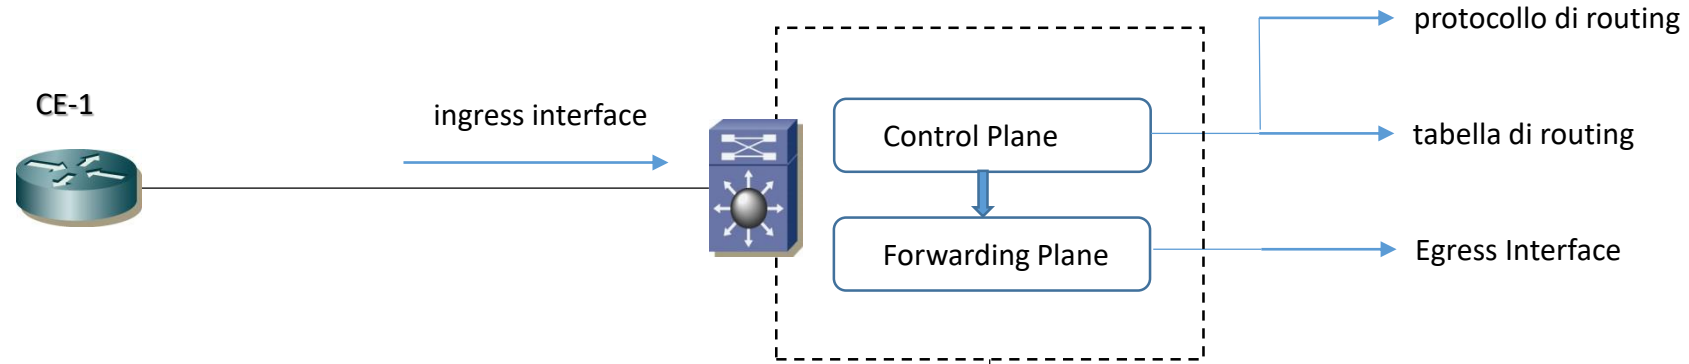 protocollo di routing
CE-1
ingress interface
Control Plane
tabella di routing
Forwarding Plane
Egress Interface